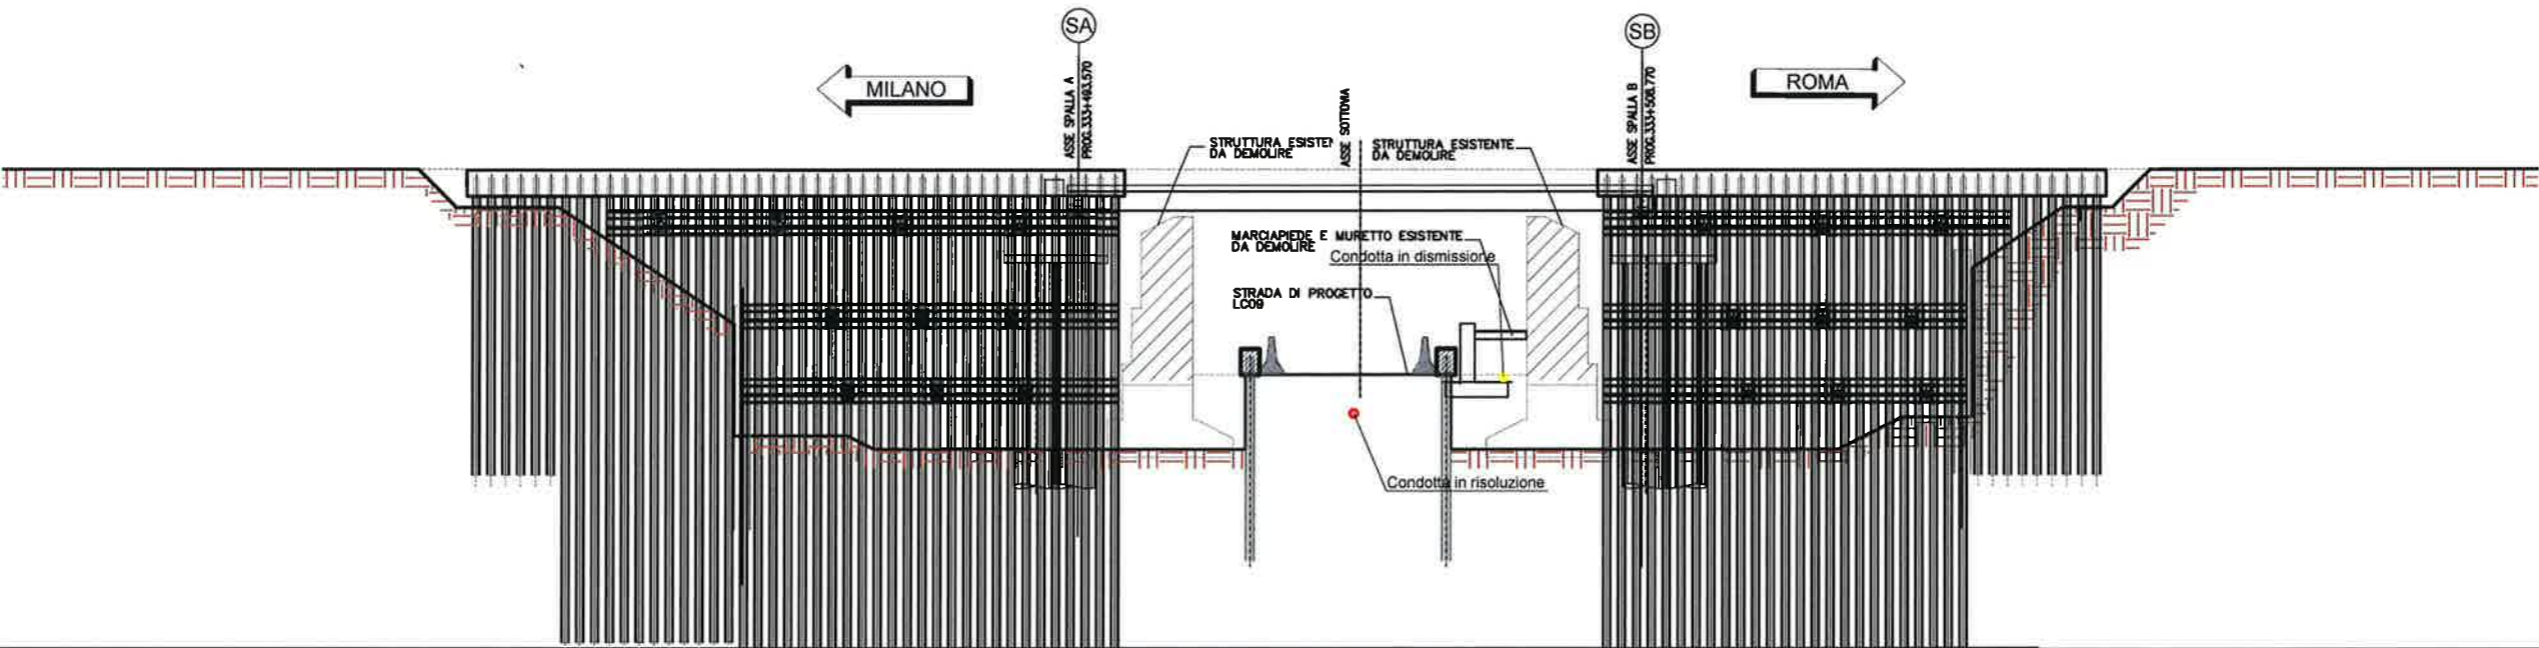 SA
SB
MILANO
ROMA
ASSE SPALLA A
PROG.333+493.570
ASSE SOTTOVIA
ASSE SPALLA B
PROG.333+508.770
STRUTTURA ESISTEN
DA DEMOLIRE
STRUTTURA ESISTENTE
DA DEMOLIRE
MARCIAPIEDE E MURETTO ESISTENTE
DA DEMOLIRE
Condotta in dismissione
STRADA DI PROGETTO
LC09
Condotta in risoluzione